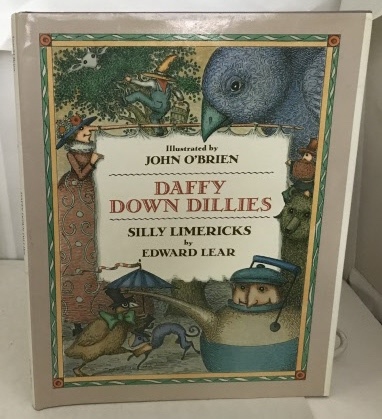 Illustrated by
JOHN O'BRIEN
DAFFY
DOWN DILLIES
SILLY LIMERICKS
by
EDWARD LEAR